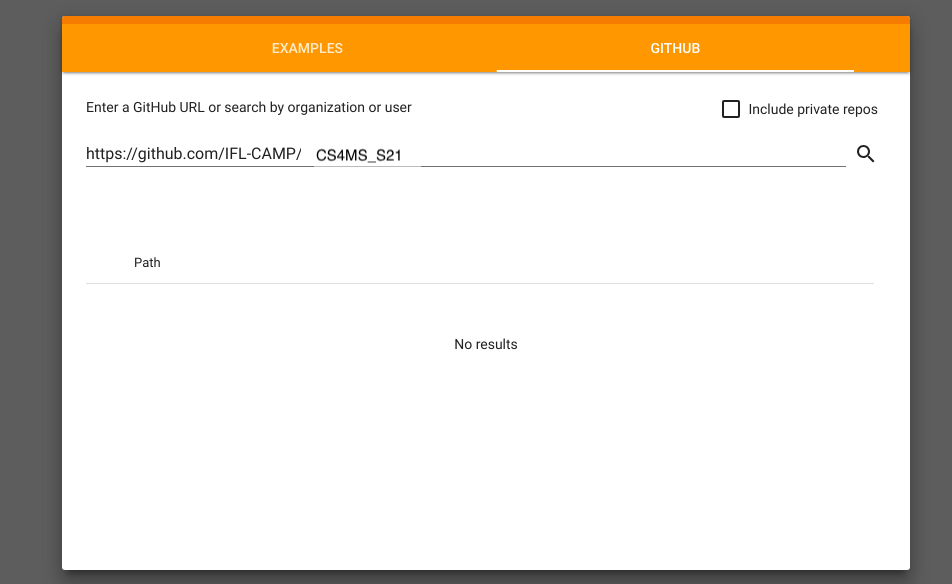 EXAMPLES GITHUB
Enter a GitHub URL or search by organization or user
Include private repos
https://github.com/IFL-CAMP/ CS4MS_S21
Path
No results